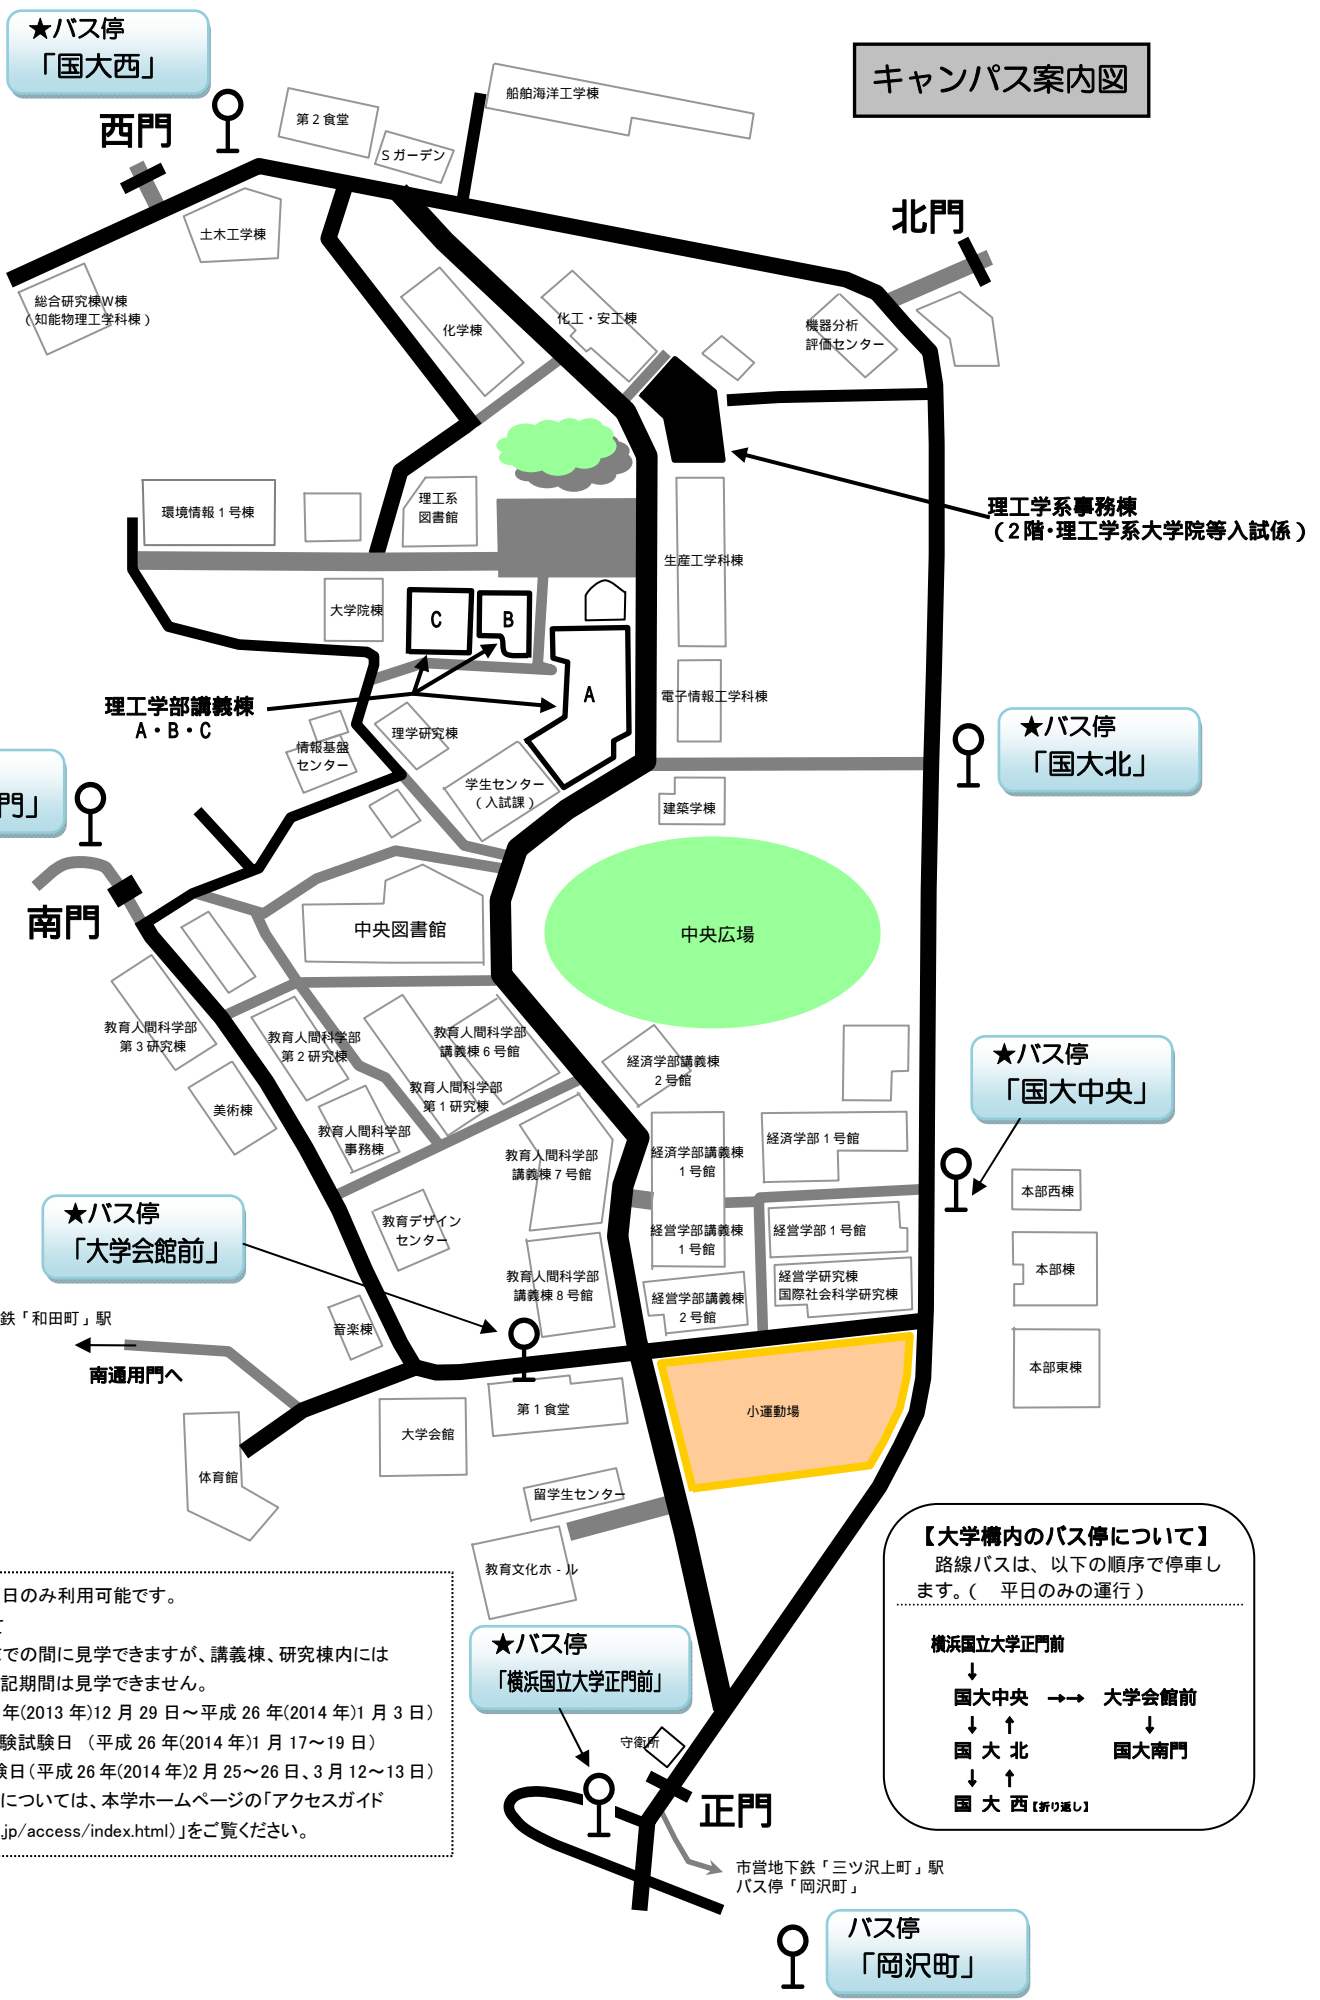 ★バス停
「国大西」
キャンパス案内図
西門
第２食堂
Ｓガーデン
船舶海洋工学棟
土木工学棟
北門
総合研究棟Ｗ棟
（知能物理工学科棟）
化学棟
化工・安工棟
機器分析
評価センター
環境情報１号棟
理工系
図書館
理工学系事務棟
（２階･理工学系大学院等入試係）
生産工学科棟
大学院棟
C
B
A
電子情報工学科棟
理工学部講義棟
A・B・C
理学研究棟
情報基盤
センター
学生センター
（入試課）
★バス停
「国大北」
建築学棟
門」
南門
中央図書館
中央広場
教育人間科学部
第３研究棟
教育人間科学部
第２研究棟
教育人間科学部
講義棟６号館
経済学部講義棟
２号館
★バス停
「国大中央」
教育人間科学部
第１研究棟
美術棟
教育人間科学部
事務棟
教育人間科学部
講義棟７号館
経済学部講義棟
１号館
経済学部１号館
本部西棟
★バス停
「大学会館前」
教育デザイン
センター
経営学部講義棟
１号館
経営学部１号館
本部棟
教育人間科学部
講義棟８号館
経営学部講義棟
２号館
経営学研究棟
国際社会科学研究棟
鉄「和田町」駅
南通用門へ
音楽棟
本部東棟
第１食堂
小運動場
大学会館
体育館
留学生センター
教育文化ホ‐ル
【大学構内のバス停について】
路線バスは、以下の順序で停車し
ます。（　平日のみの運行）
横浜国立大学正門前
↓
国大中央　→→　大学会館前
↓　↑　　↓
国 大 北　　国大南門
↓　↑
国 大 西【折り返し】
日のみ利用可能です。
て
までの間に見学できますが、講義棟、研究棟内には
記期間は見学できません。
年(2013 年)12 月 29 日～平成 26 年(2014 年)1 月 3 日）
験試験日　（平成 26 年(2014 年)1 月 17～19 日）
験日（平成 26 年(2014 年)2 月 25～26 日、3 月 12～13 日）
については、本学ホームページの「アクセスガイド
.jp/access/index.html）」をご覧ください。
★バス停
「横浜国立大学正門前」
守衛所
正門
市営地下鉄「三ツ沢上町」駅
バス停「岡沢町」
バス停
「岡沢町」